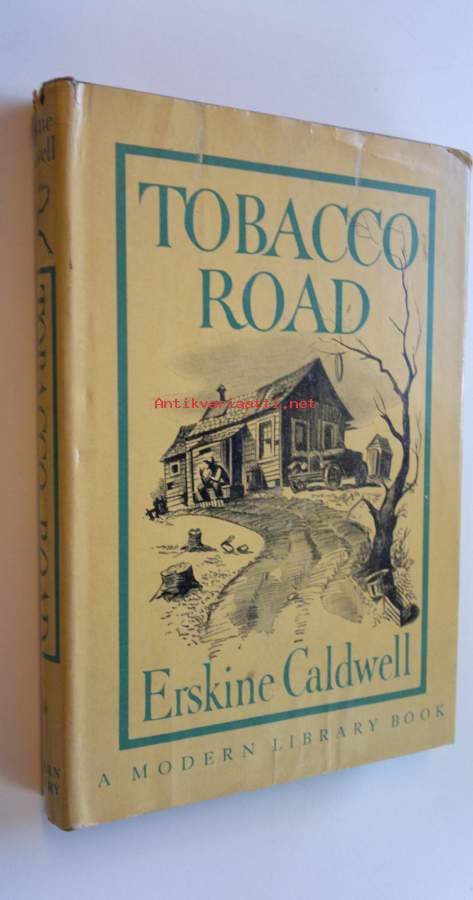 TOBACCO
ROAD
Antikvariaatti.net
Erskine Caldwell
A MODERN LIBRARY BOOK
TOBACCO ROAD